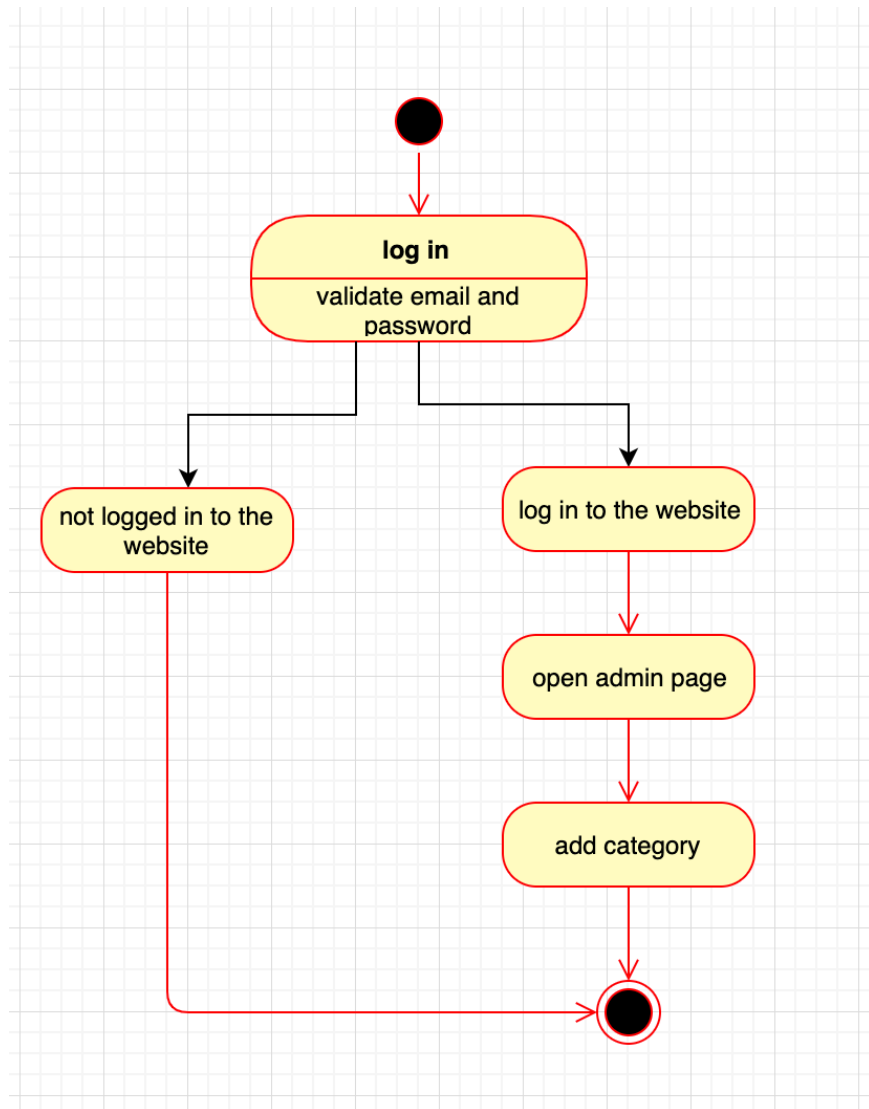 log in
validate email and
password
not logged in to the
website
log in to the website
open admin page
add category